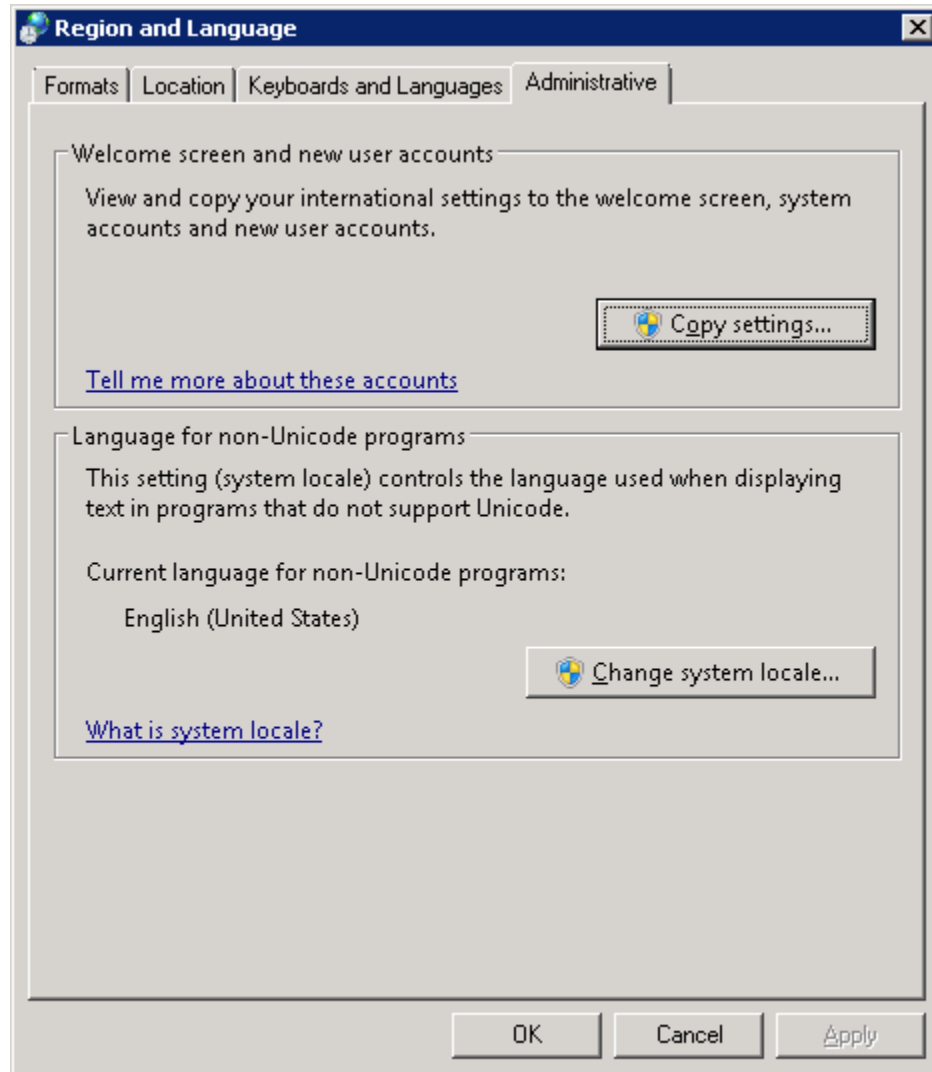 Region and Language
Formats
Location
Keyboards and Languages
Administrative
Welcome screen and new user accounts
View and copy your international settings to the welcome screen, system
accounts and new user accounts.
Copy settings...
Tell me more about these accounts
Language for non-Unicode programs
This setting (system locale) controls the language used when displaying
text in programs that do not support Unicode.
Current language for non-Unicode programs:
English (United States)
Change system locale...
What is system locale?
OK
Cancel
Apply